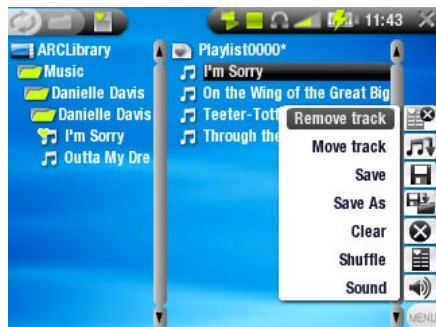 11:43
ARCLibrary
Music
Danielle Davis
Danielle Davis
I'm Sorry
Outta My Dre
Playlist0000*
I'm Sorry
On the Wing of the Great Big
Teeter-Tott
Through the
Remove track
Move track
Save
Save As
Clear
Shuffle
Sound
MENU